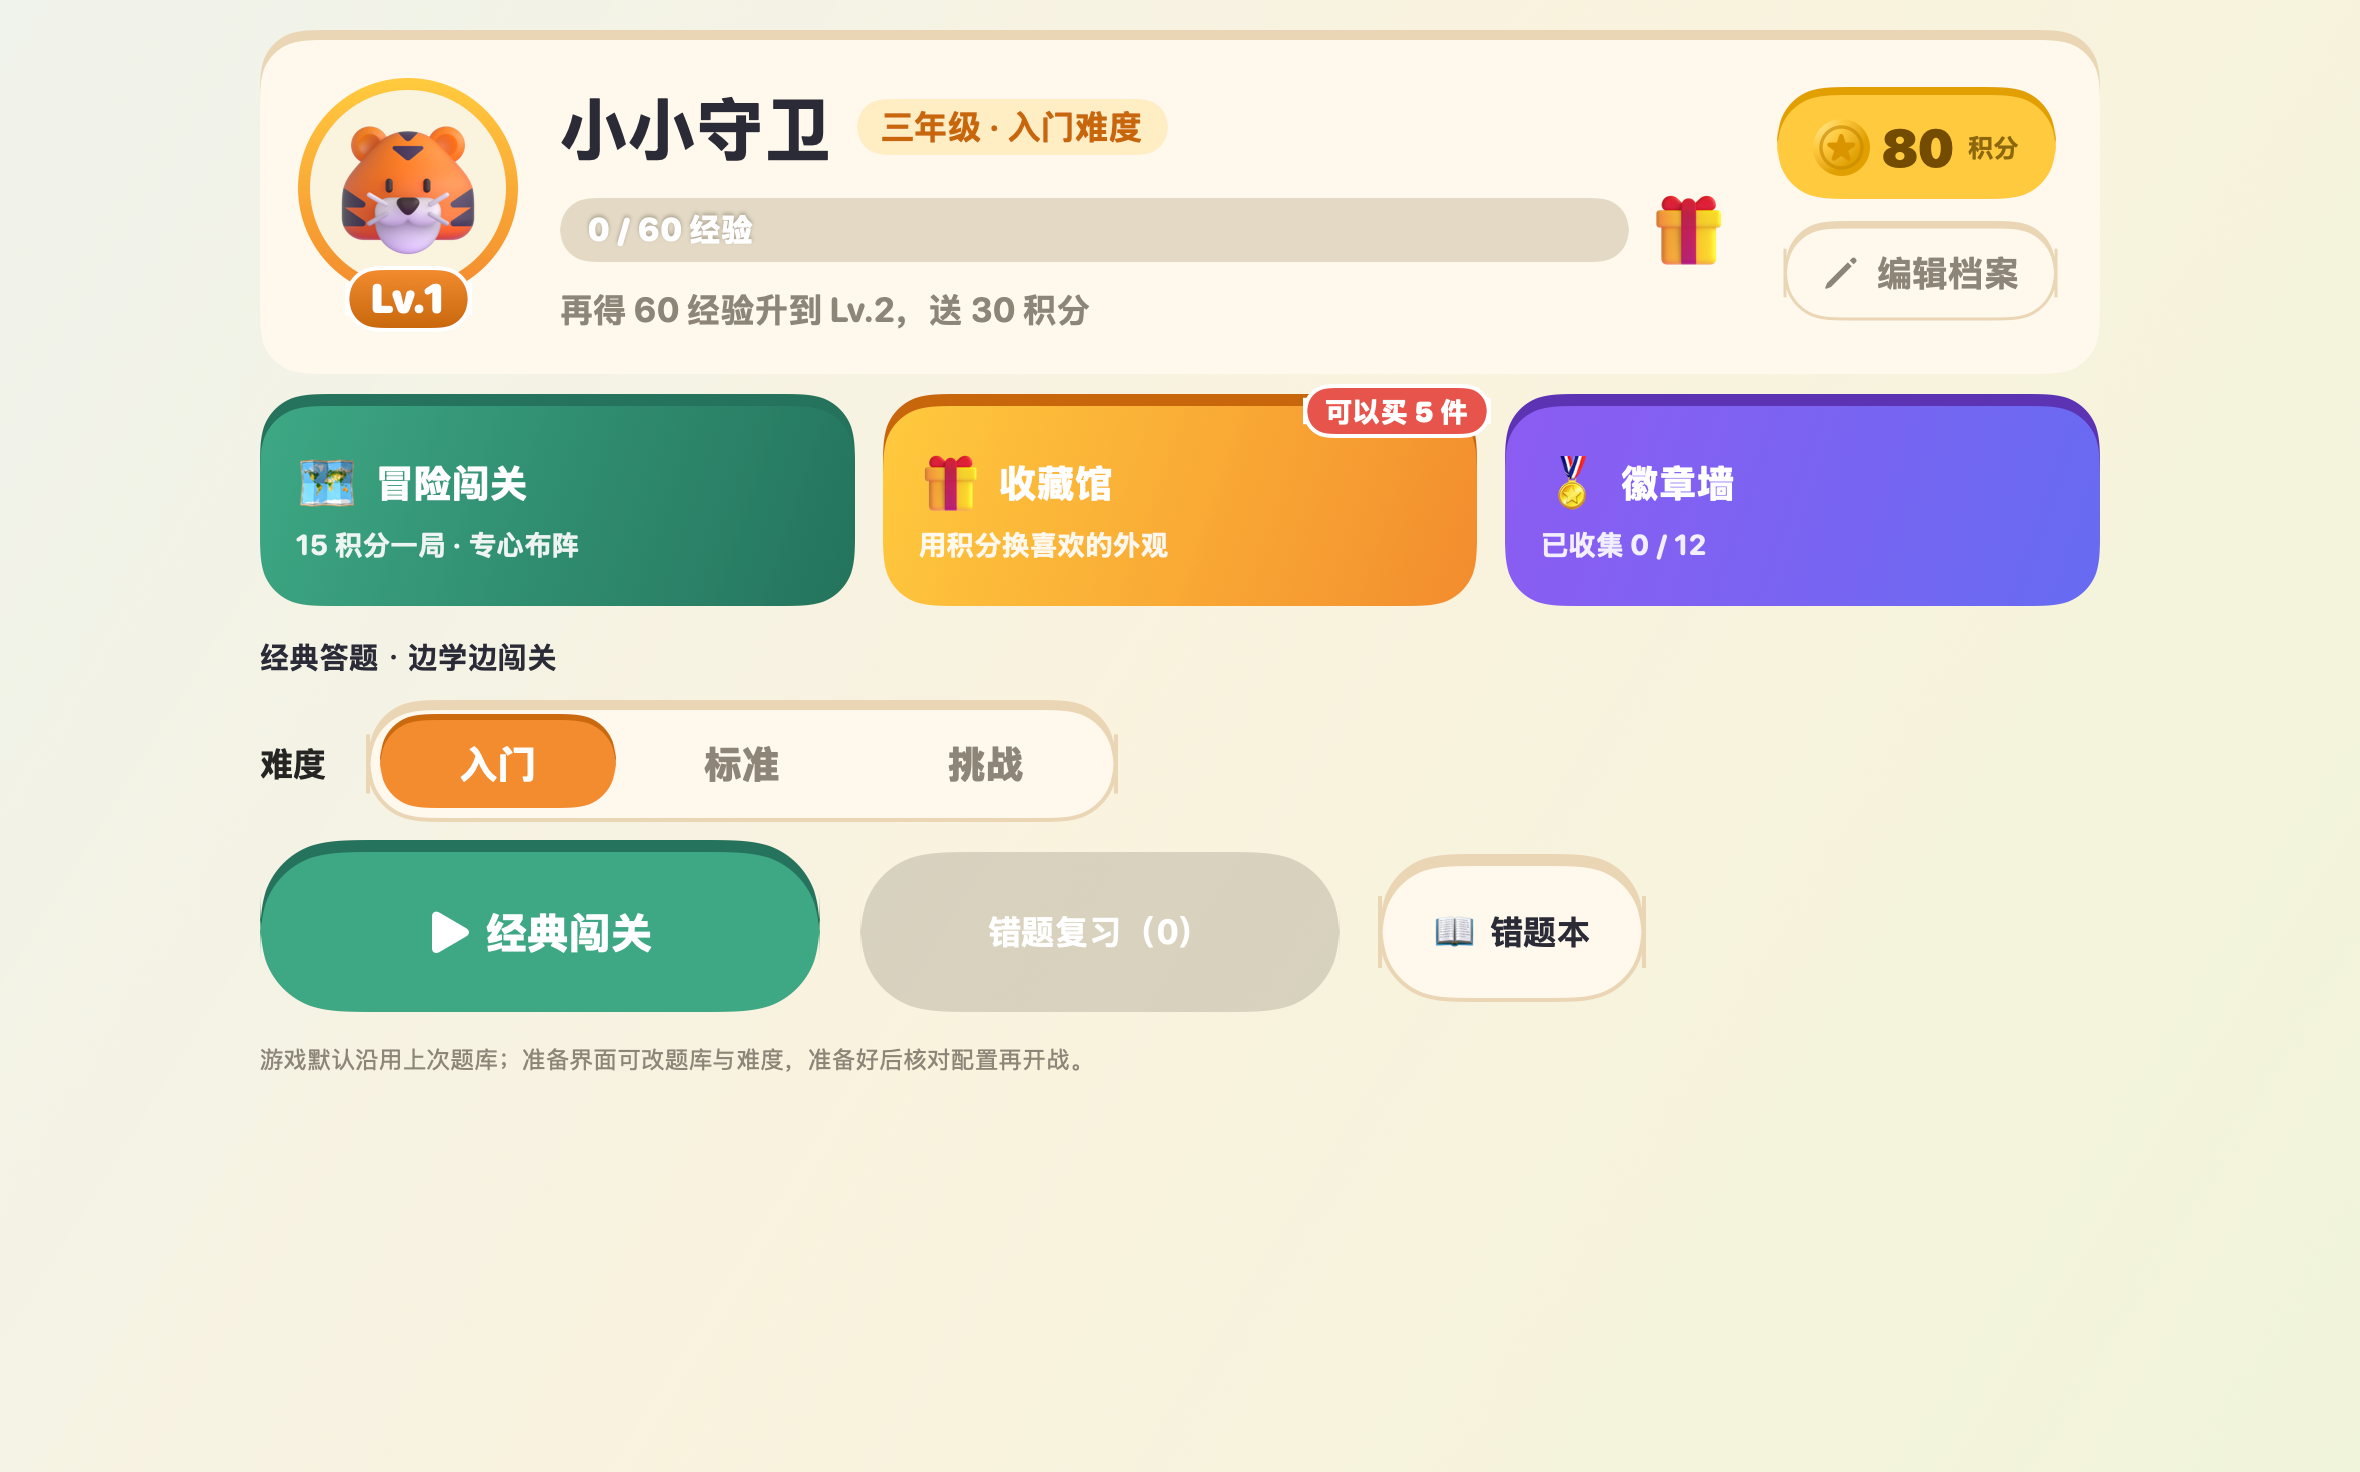 小小守卫
三年级 · 入门难度
80 积分
0 / 60 经验
编辑档案
Lv.1
再得 60 经验升到 Lv.2，送 30 积分
冒险闯关
15 积分一局 · 专心布阵
可以买 5 件
收藏馆
用积分换喜欢的外观
徽章墙
已收集 0 / 12
经典答题 · 边学边闯关
难度
入门
标准
挑战
经典闯关
错题复习（0）
错题本
游戏默认沿用上次题库；准备界面可改题库与难度，准备好后核对配置再开战。